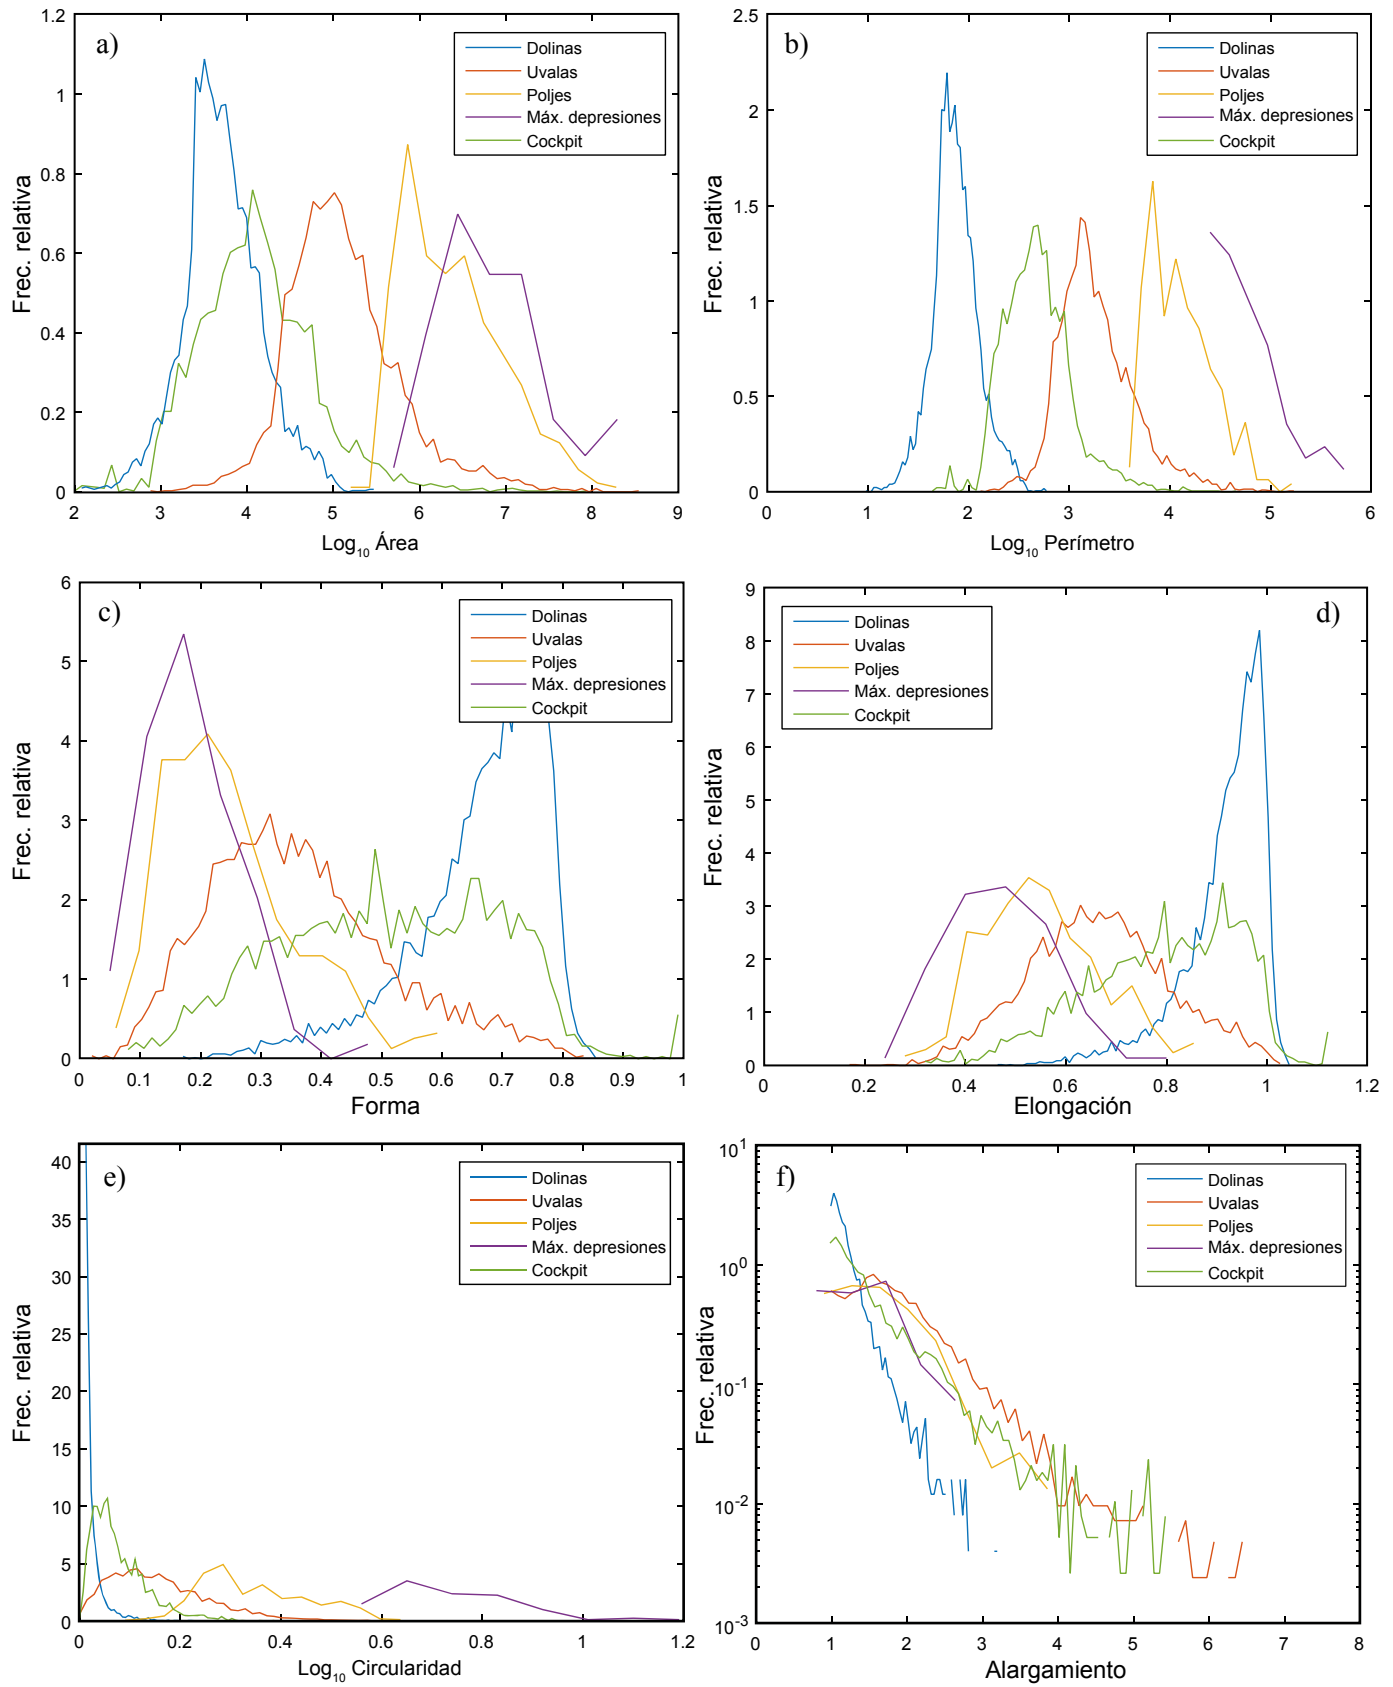 a)
Dolinas
Uvalas
Poljes
Máx. depresiones
Cockpit
1.2
1
0.8
0.6
0.4
0.2
0
2 3 4 5 6 7 8 9
Frec. relativa
Log10 Área
b)
Dolinas
Uvalas
Poljes
Máx. depresiones
Cockpit
2.5
2
1.5
1
0.5
0
0 1 2 3 4 5 6
Frec. relativa
Log10 Perímetro
c)
Dolinas
Uvalas
Poljes
Máx. depresiones
Cockpit
6
5
4
3
2
1
0
0 0.1 0.2 0.3 0.4 0.5 0.6 0.7 0.8 0.9 1
Frec. relativa
Forma
d)
Dolinas
Uvalas
Poljes
Máx. depresiones
Cockpit
9
8
7
6
5
4
3
2
1
0
0 0.2 0.4 0.6 0.8 1 1.2
Frec. relativa
Elongación
e)
Dolinas
Uvalas
Poljes
Máx. depresiones
Cockpit
40
35
30
25
20
15
10
5
0
0 0.2 0.4 0.6 0.8 1 1.2
Frec. relativa
Log10 Circularidad
f)
Dolinas
Uvalas
Poljes
Máx. depresiones
Cockpit
10^1
10^0
10^-1
10^-2
10^-3
0 1 2 3 4 5 6 7 8
Frec. relativa
Alargamiento